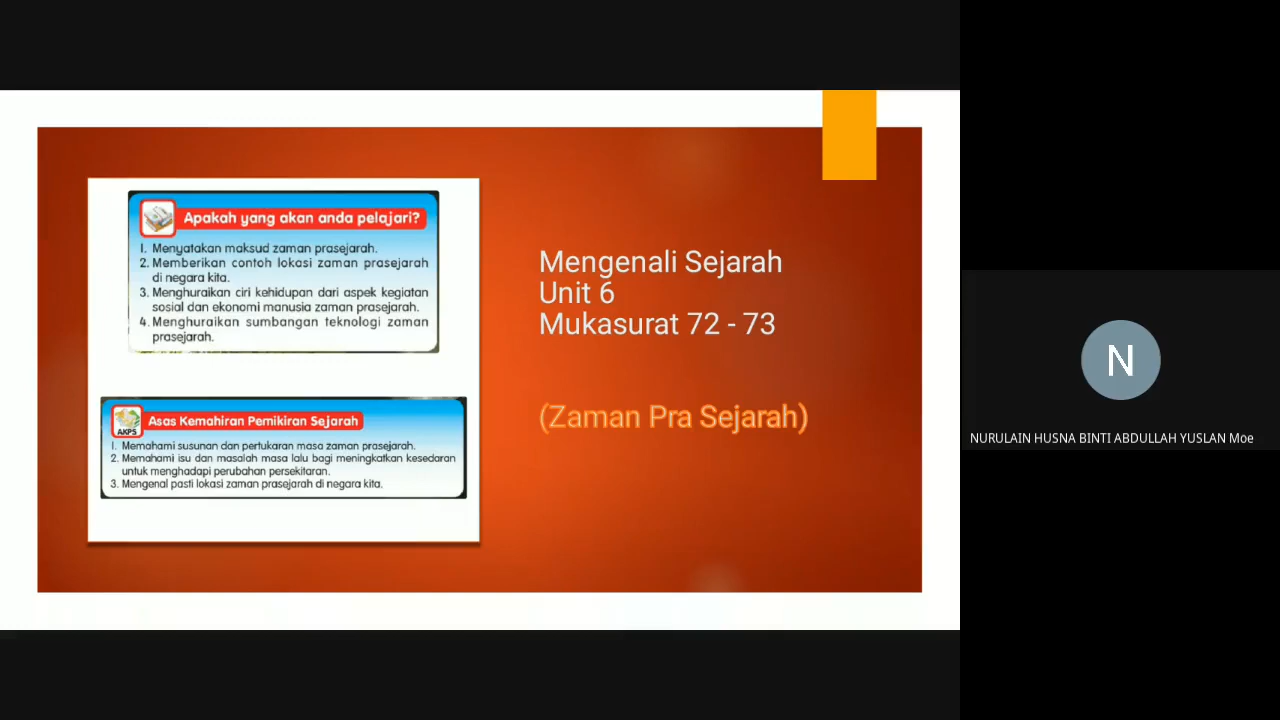 Apakah yang akan anda pelajari?
1. Menyatakan maksud zaman prasejarah.
2. Memberikan contoh lokasi zaman prasejarah
di negara kita.
3. Menghuraikan ciri kehidupan dari aspek kegiatan
sosial dan ekonomi manusia zaman prasejarah.
4. Menghuraikan sumbangan teknologi zaman
prasejarah.
AKPS
Asas Kemahiran Pemikiran Sejarah
1. Memahami susunan dan pertukaran masa zaman prasejarah.
2. Memahami isu dan masalah masa lalu bagi meningkatkan kesedaran
untuk menghadapi perubahan persekitaran.
3. Mengenal pasti lokasi zaman prasejarah di negara kita.
Mengenali Sejarah
Unit 6
Mukasurat 72 - 73
(Zaman Pra Sejarah)
N
NURULAIN HUSNA BINTI ABDULLAH YUSLAN Moe